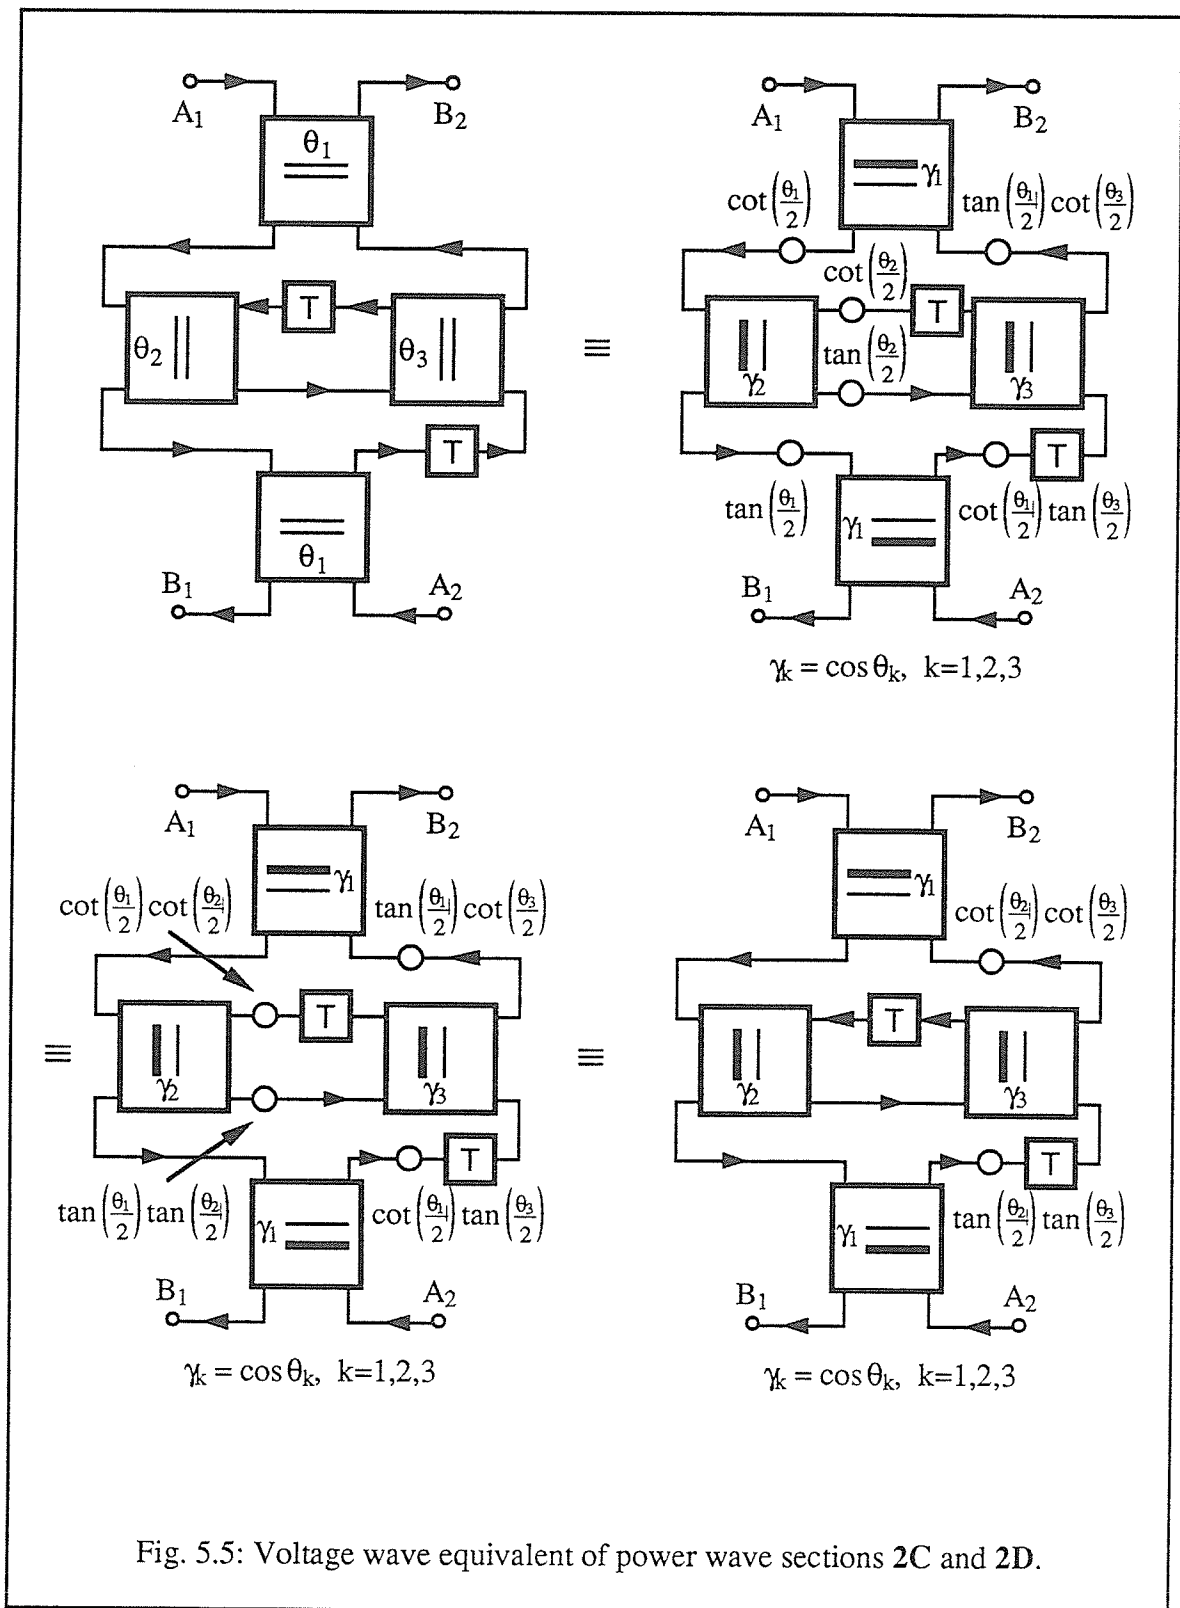 A₁ B₂
θ₁
T
θ₂ θ₃
T
θ₁
B₁ A₂
≡
A₁ B₂
γ₁
cot(θ₁/2) tan(θ₁/2) cot(θ₃/2)
cot(θ₂/2)
T
tan(θ₂/2)
γ₂ γ₃
T
tan(θ₁/2) γ₁ cot(θ₁/2) tan(θ₃/2)
B₁ A₂
γₖ = cos θₖ, k=1,2,3
A₁ B₂
γ₁
cot(θ₁/2) cot(θ₂/2) tan(θ₁/2) cot(θ₃/2)
T
≡
γ₂ γ₃
T
tan(θ₁/2) tan(θ₂/2) γ₁ cot(θ₁/2) tan(θ₃/2)
B₁ A₂
γₖ = cos θₖ, k=1,2,3
≡
A₁ B₂
γ₁
cot(θ₂/2) cot(θ₃/2)
T
γ₂ γ₃
T
γ₁ tan(θ₂/2) tan(θ₃/2)
B₁ A₂
γₖ = cos θₖ, k=1,2,3
Fig. 5.5: Voltage wave equivalent of power wave sections 2C and 2D.